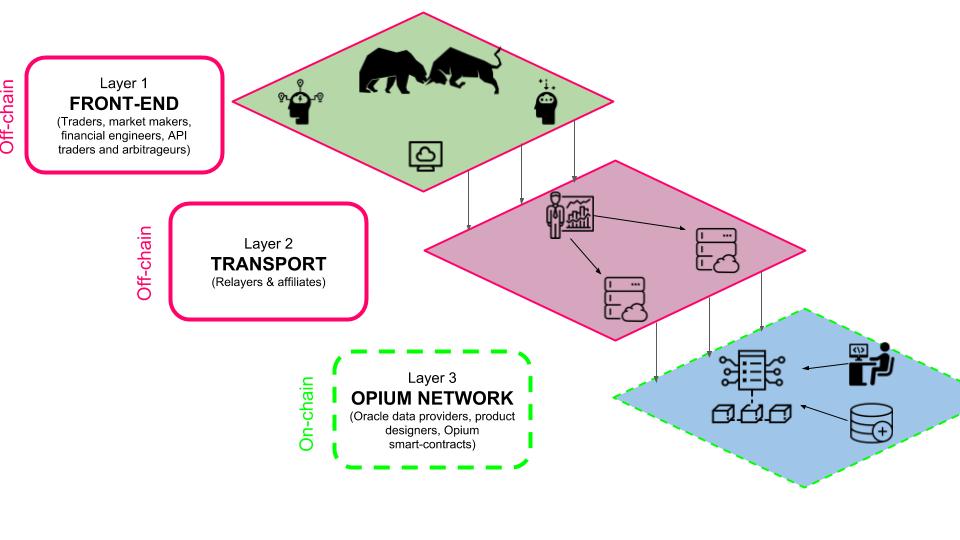 Off-chain
Layer 1
FRONT-END
(Traders, market makers,
financial engineers, API
traders and arbitrageurs)
Off-chain
Layer 2
TRANSPORT
(Relayers & affiliates)
On-chain
Layer 3
OPIUM NETWORK
(Oracle data providers, product
designers, Opium
smart-contracts)